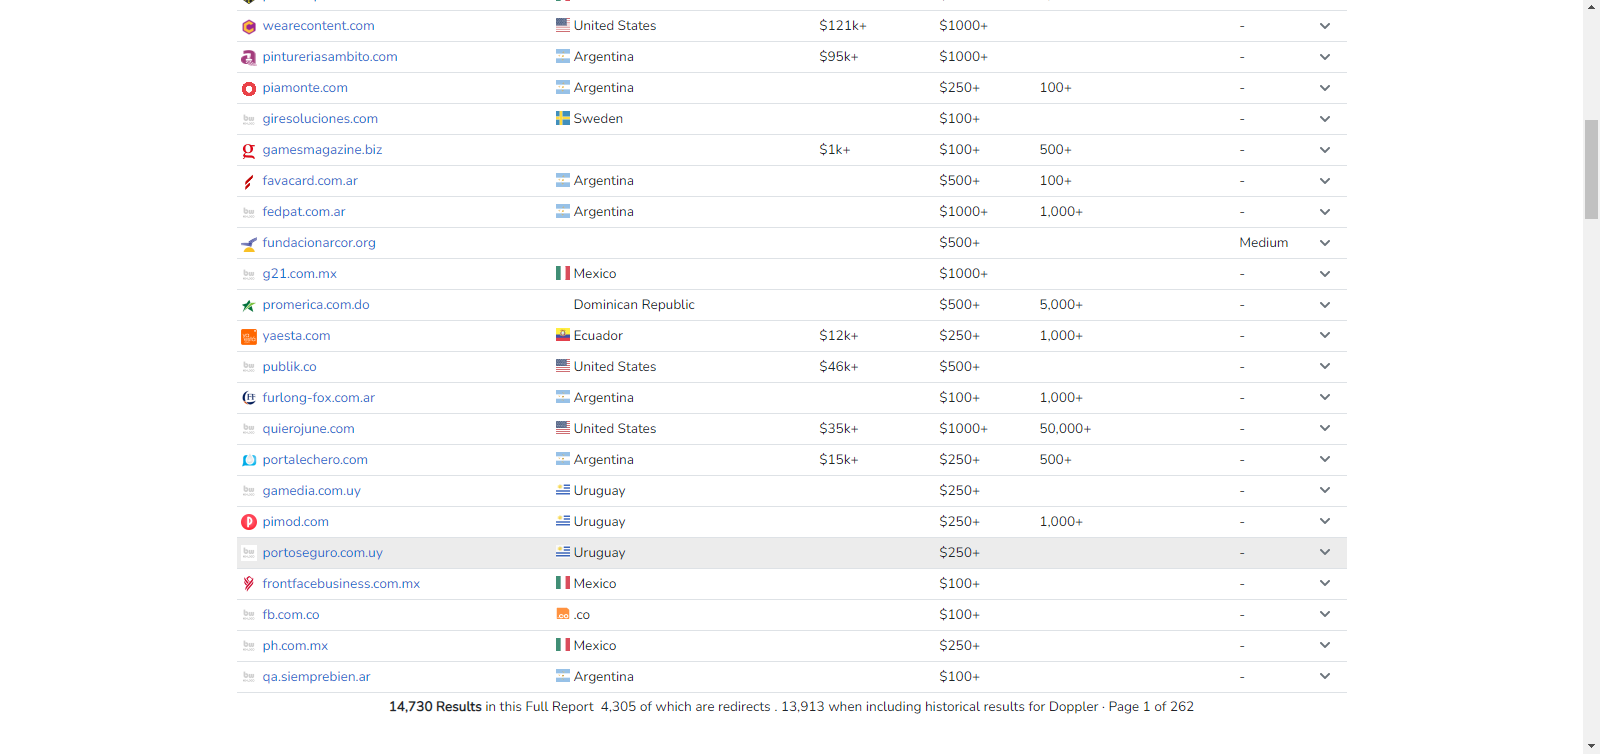 wearecontent.com United States $121k+ $1000+ -
pintureriasambito.com Argentina $95k+ $1000+ -
piamonte.com Argentina $250+ 100+ -
giresoluciones.com Sweden $100+ -
gamesmagazine.biz $1k+ $100+ 500+ -
favacard.com.ar Argentina $500+ 100+ -
fedpat.com.ar Argentina $1000+ 1,000+ -
fundacionarcor.org $500+ Medium
g21.com.mx Mexico $1000+ -
promerica.com.do Dominican Republic $500+ 5,000+ -
yaesta.com Ecuador $12k+ $250+ 1,000+ -
publik.co United States $46k+ $500+ -
furlong-fox.com.ar Argentina $100+ 1,000+ -
quierojune.com United States $35k+ $1000+ 50,000+ -
portalechero.com Argentina $15k+ $250+ 500+ -
gamedia.com.uy Uruguay $250+ -
pimod.com Uruguay $250+ 1,000+ -
portoseguro.com.uy Uruguay $250+ -
frontfacebusiness.com.mx Mexico $100+ -
fb.com.co .co $100+ -
ph.com.mx Mexico $250+ -
qa.siemprebien.ar Argentina $100+ -
14,730 Results in this Full Report 4,305 of which are redirects . 13,913 when including historical results for Doppler · Page 1 of 262